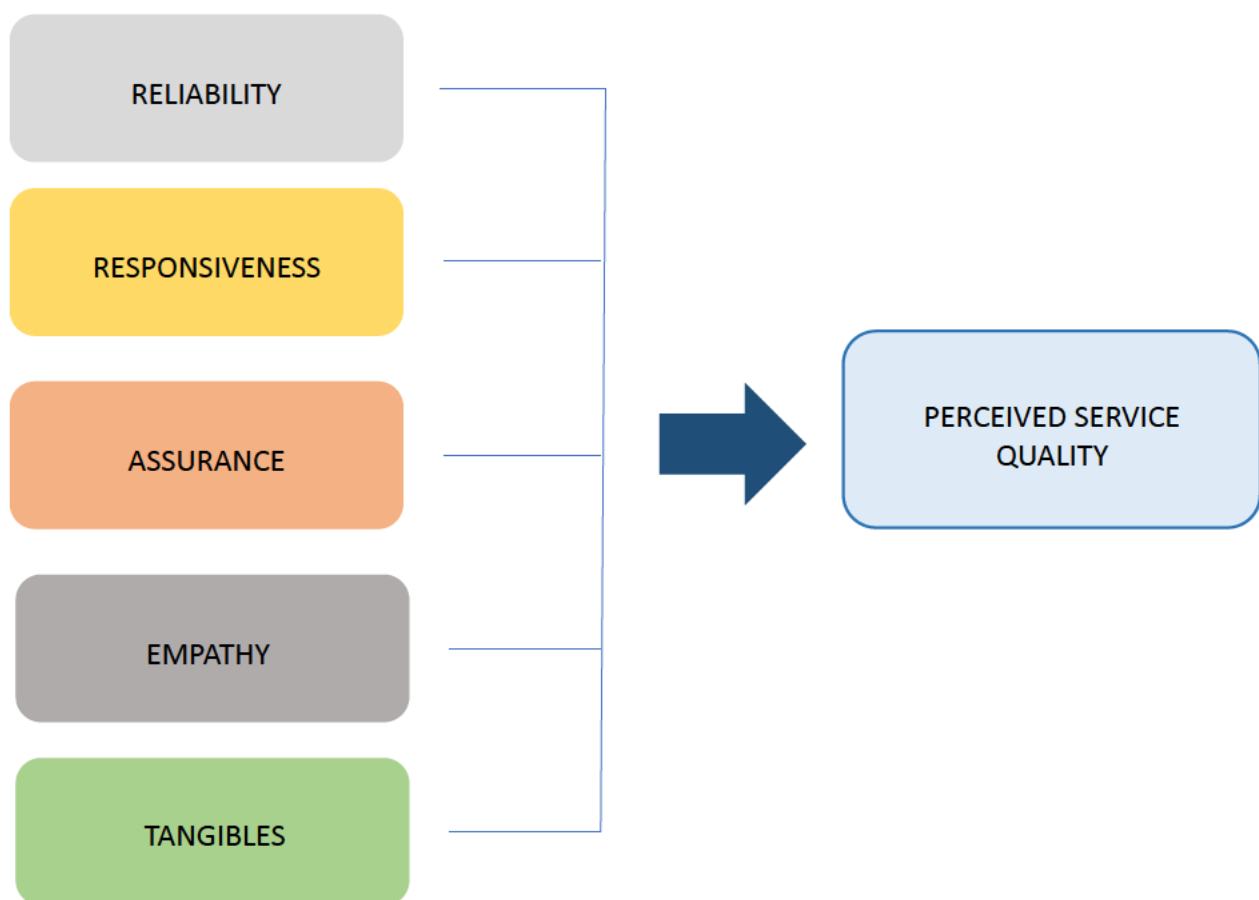 RELIABILITY
RESPONSIVENESS
ASSURANCE
EMPATHY
TANGIBLES
PERCEIVED SERVICE
QUALITY